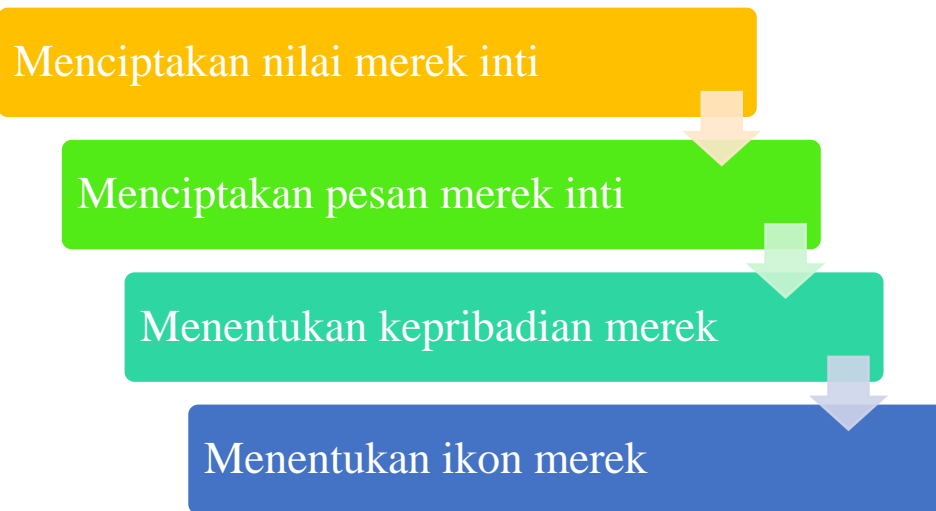 Menciptakan nilai merek inti
Menciptakan pesan merek inti
Menentukan kepribadian merek
Menentukan ikon merek